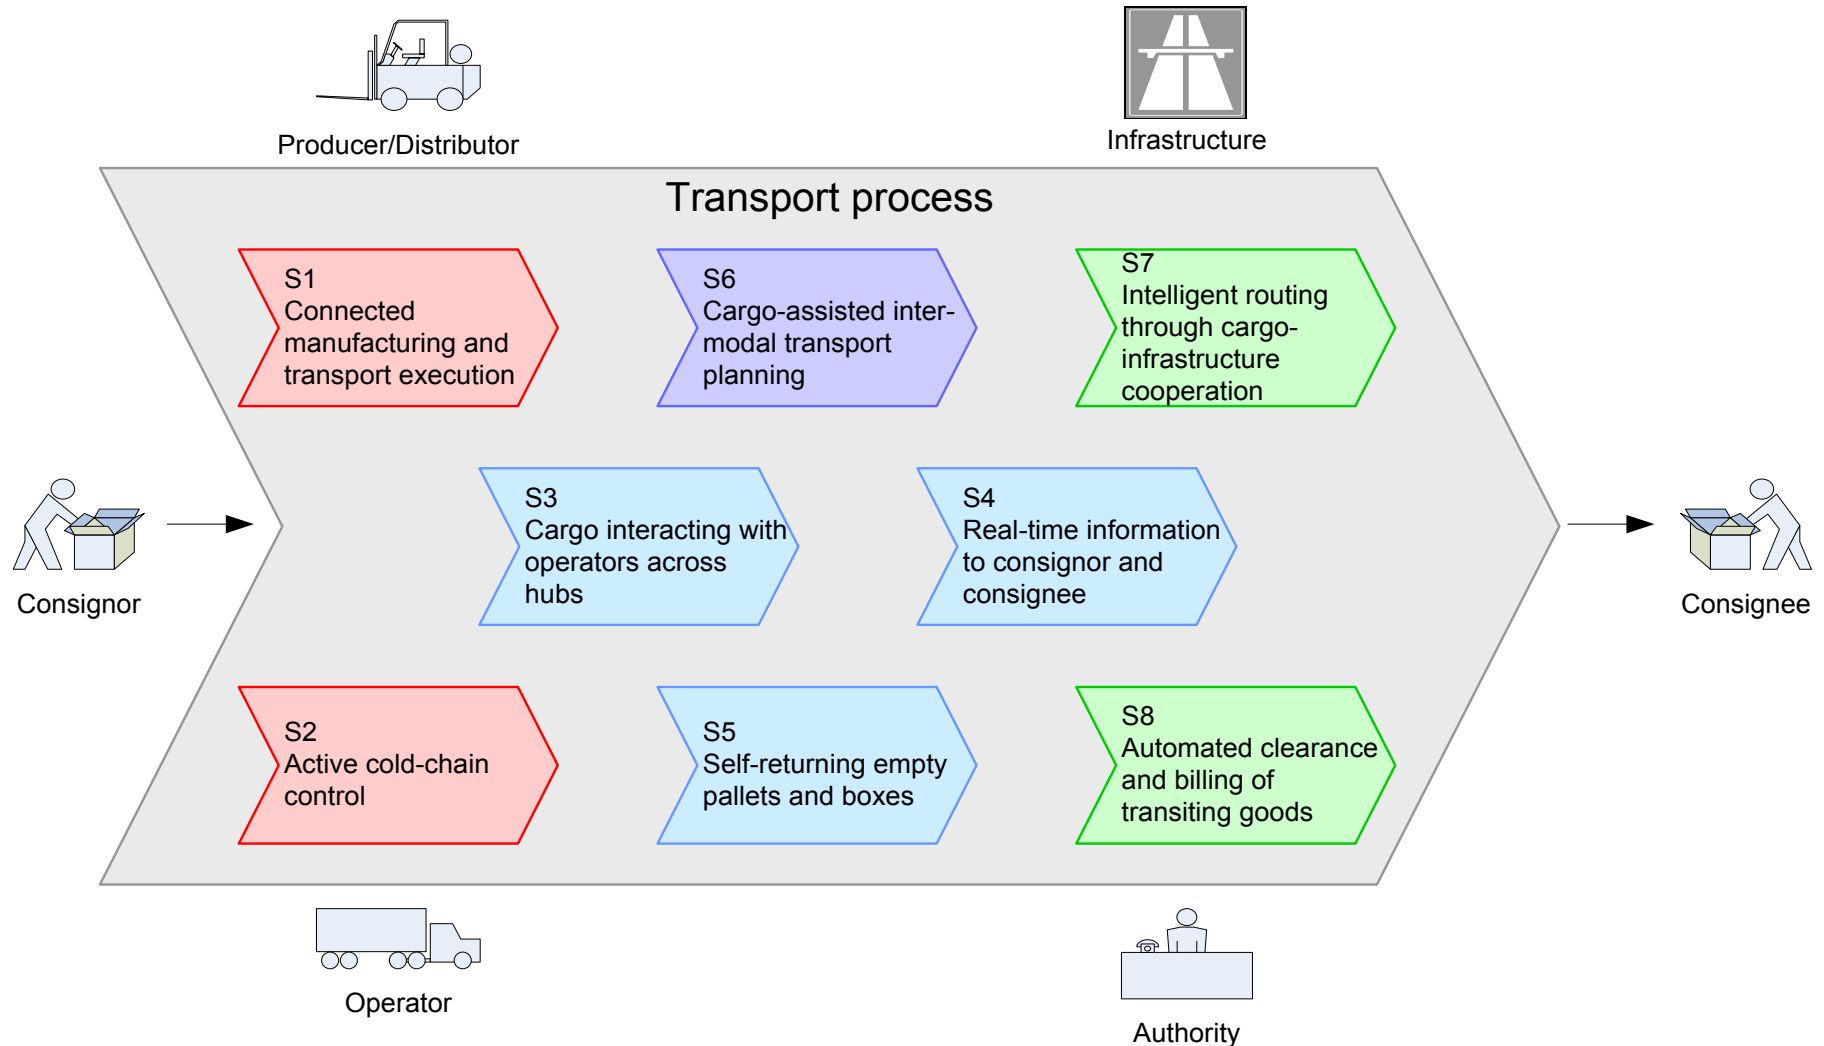 Producer/Distributor
Infrastructure
Transport process
S1
Connected
manufacturing and
transport execution
S6
Cargo-assisted inter-
modal transport
planning
S7
Intelligent routing
through cargo-
infrastructure
cooperation
S3
Cargo interacting with
operators across
hubs
S4
Real-time information
to consignor and
consignee
Consignor
Consignee
S2
Active cold-chain
control
S5
Self-returning empty
pallets and boxes
S8
Automated clearance
and billing of
transiting goods
Operator
Authority